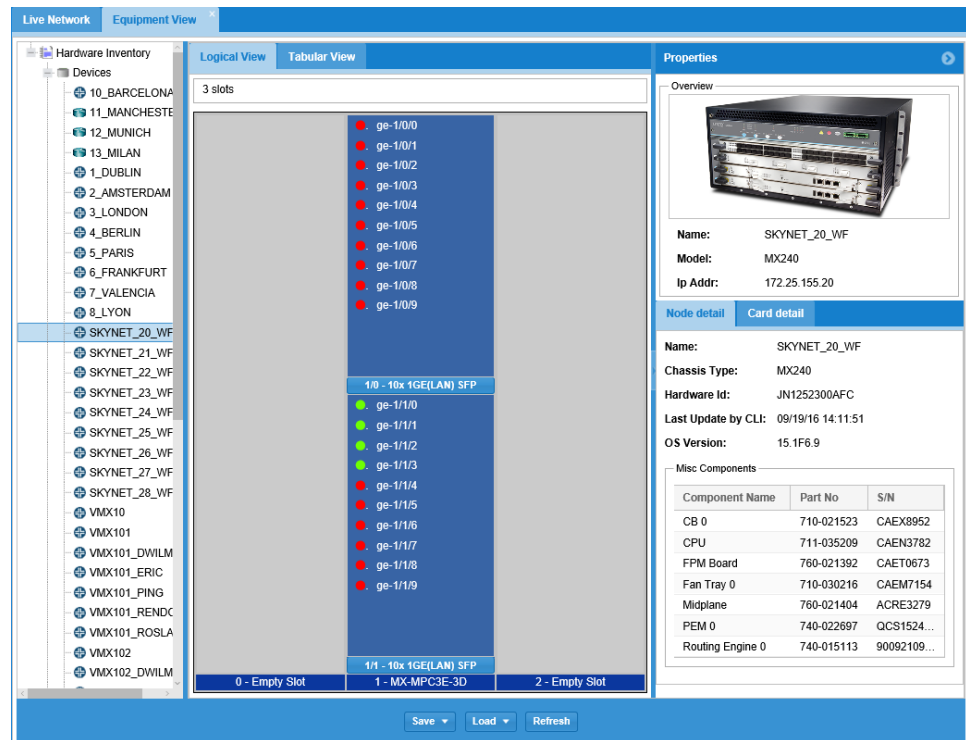 Live Network
Equipment View
Hardware Inventory
Devices
10_BARCELONA
11_MANCHESTE
12_MUNICH
13_MILAN
1_DUBLIN
2_AMSTERDAM
3_LONDON
4_BERLIN
5_PARIS
6_FRANKFURT
7_VALENCIA
8_LYON
SKYNET_20_WF
SKYNET_21_WF
SKYNET_22_WF
SKYNET_23_WF
SKYNET_24_WF
SKYNET_25_WF
SKYNET_26_WF
SKYNET_27_WF
SKYNET_28_WF
VMX10
VMX101
VMX101_DWILM
VMX101_ERIC
VMX101_PING
VMX101_RENDO
VMX101_ROSLA
VMX102
VMX102_DWILM
Logical View
Tabular View
3 slots
ge-1/0/0
ge-1/0/1
ge-1/0/2
ge-1/0/3
ge-1/0/4
ge-1/0/5
ge-1/0/6
ge-1/0/7
ge-1/0/8
ge-1/0/9
1/0 - 10x 1GE(LAN) SFP
ge-1/1/0
ge-1/1/1
ge-1/1/2
ge-1/1/3
ge-1/1/4
ge-1/1/5
ge-1/1/6
ge-1/1/7
ge-1/1/8
ge-1/1/9
1/1 - 10x 1GE(LAN) SFP
0 - Empty Slot
1 - MX-MPC3E-3D
2 - Empty Slot
Properties
Overview
Name: SKYNET_20_WF
Model: MX240
Ip Addr: 172.25.155.20
Node detail
Card detail
Name: SKYNET_20_WF
Chassis Type: MX240
Hardware Id: JN1252300AFC
Last Update by CLI: 09/19/16 14:11:51
OS Version: 15.1F6.9
Misc Components
Component Name Part No S/N
CB 0 710-021523 CAEX8952
CPU 711-035209 CAEN3782
FPM Board 760-021392 CAET0673
Fan Tray 0 710-030216 CAEM7154
Midplane 760-021404 ACRE3279
PEM 0 740-022697 QCS1524...
Routing Engine 0 740-015113 90092109...
Save
Load
Refresh